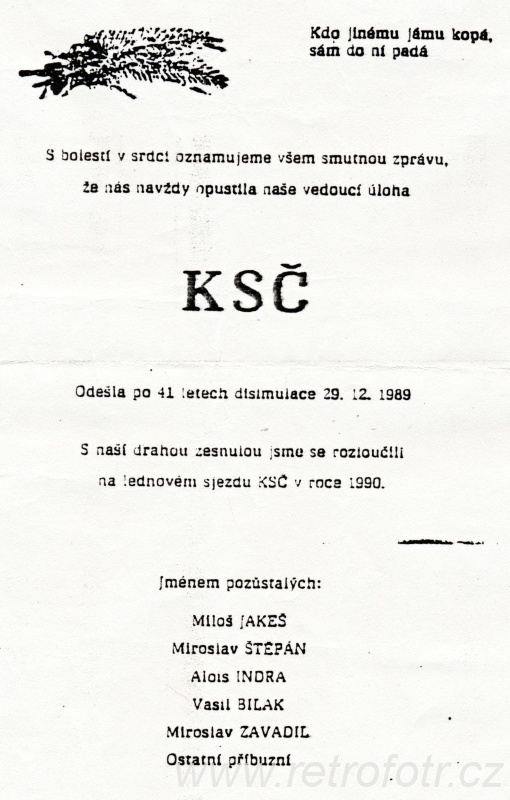 Kdo jinému jámu kopá,
sám do ní padá
S bolestí v srdci oznamujeme všem smutnou zprávu,
že nás navždy opustila naše vedoucí úloha
KSČ
Odešla po 41 letech disimulace 29. 12. 1989
S naší drahou zesnulou jsme se rozloučili
na lednovém sjezdu KSČ v roce 1990.
Jménem pozůstalých:
Miloš JAKEŠ
Miroslav ŠTĚPÁN
Alois INDRA
Vasil BILAK
Miroslav ZAVADIL
Ostatní příbuzní
www.retrofotr.cz